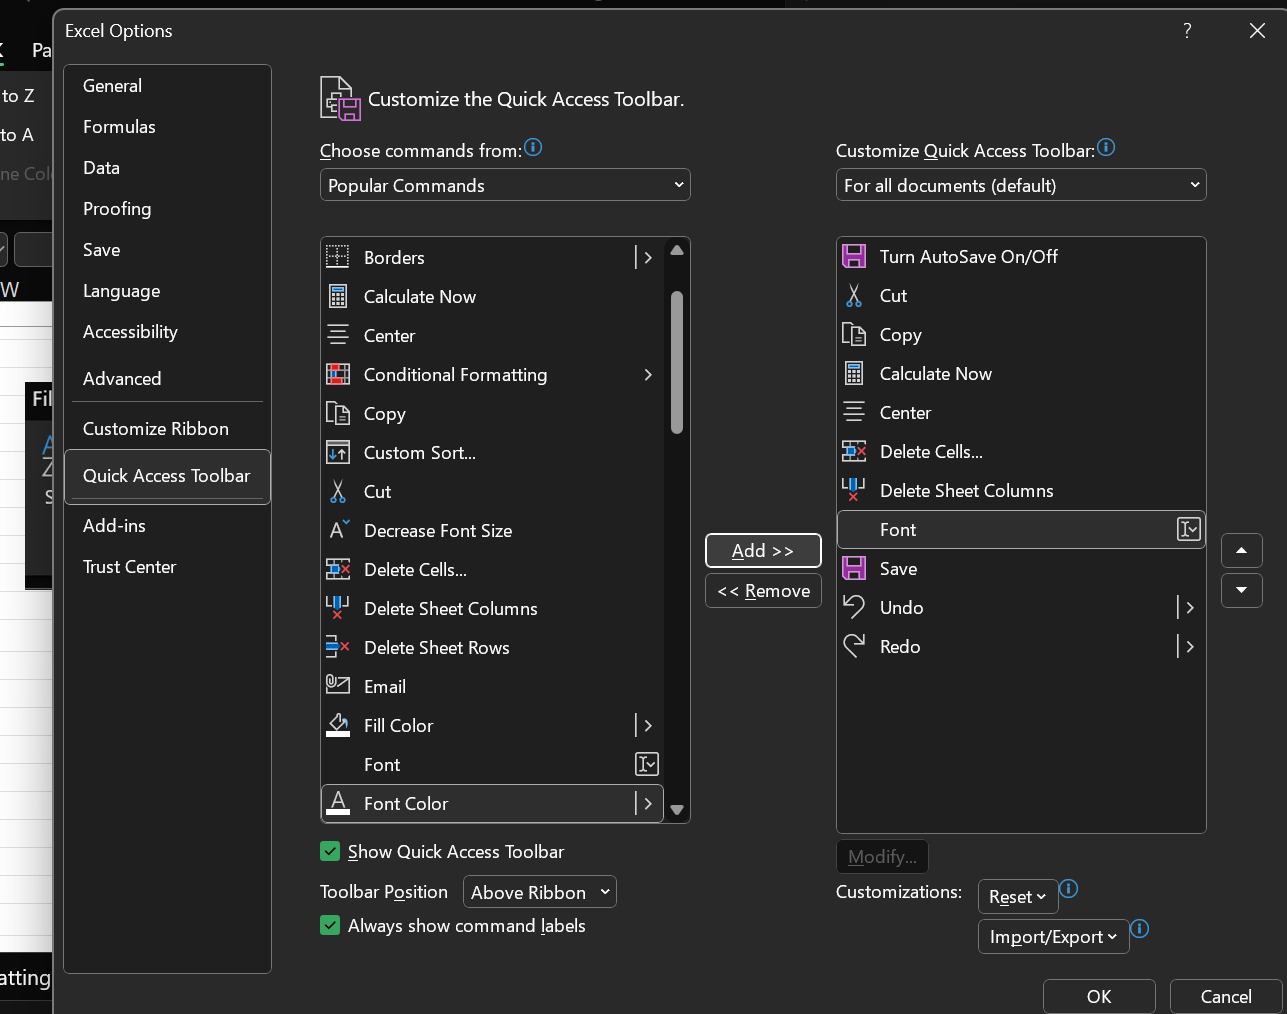 Excel Options
?
Pa
to Z
to A
ne Col
W
Fil
atting
General
Formulas
Data
Proofing
Save
Language
Accessibility
Advanced
Customize Ribbon
Quick Access Toolbar
Add-ins
Trust Center
Customize the Quick Access Toolbar.
Choose commands from:
Popular Commands
Borders
Calculate Now
Center
Conditional Formatting
Copy
Custom Sort...
Cut
Decrease Font Size
Delete Cells...
Delete Sheet Columns
Delete Sheet Rows
Email
Fill Color
Font
Font Color
Show Quick Access Toolbar
Toolbar Position Above Ribbon
Always show command labels
Add >>
<< Remove
Customize Quick Access Toolbar:
For all documents (default)
Turn AutoSave On/Off
Cut
Copy
Calculate Now
Center
Delete Cells...
Delete Sheet Columns
Font
Save
Undo
Redo
Modify...
Customizations: Reset
Import/Export
OK Cancel